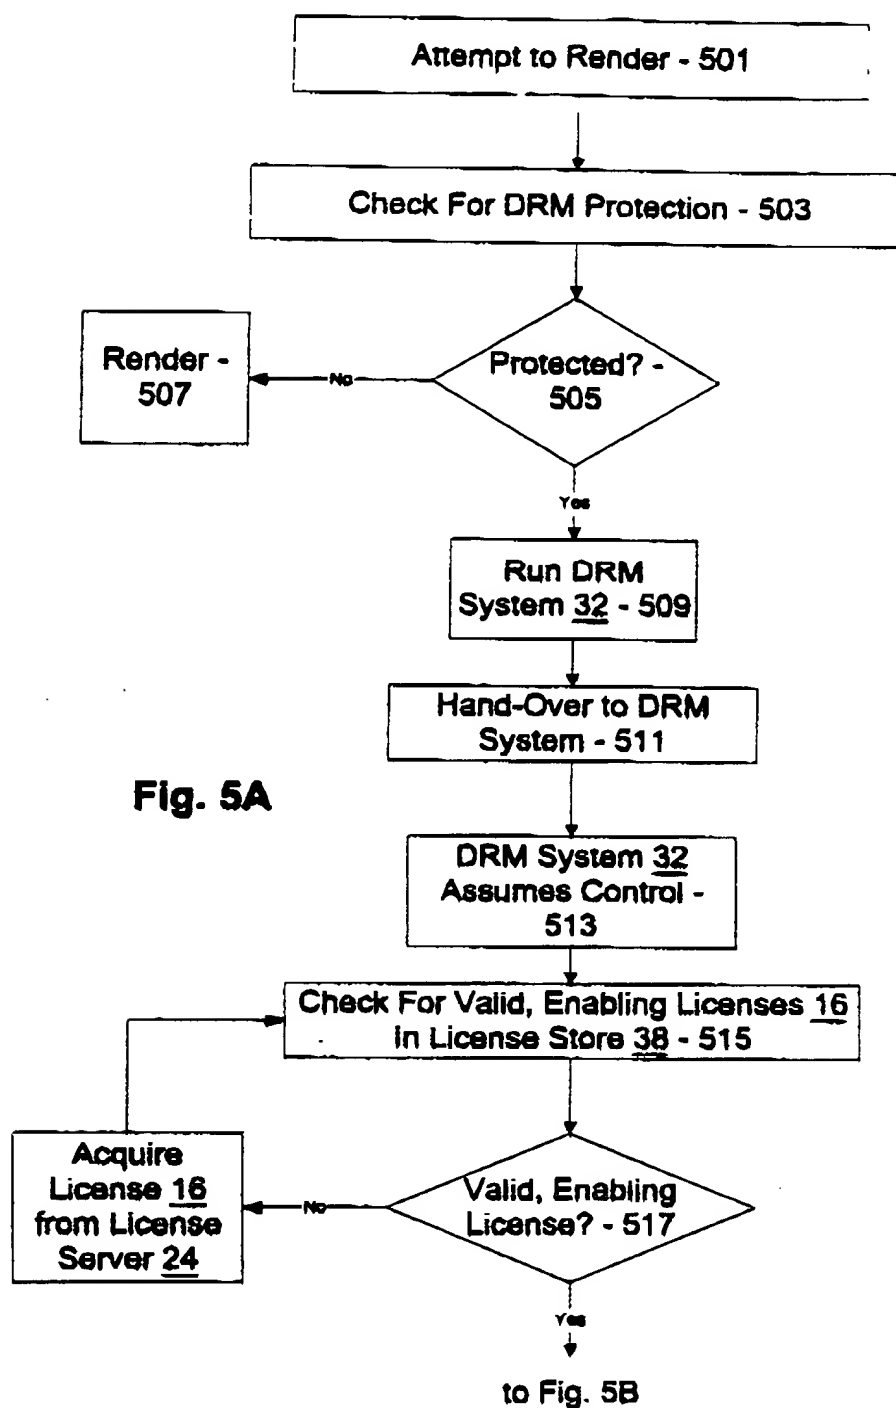 Attempt to Render - 501
Check For DRM Protection - 503
Render -
507
No
Protected? -
505
Yes
Run DRM
System 32 - 509
Hand-Over to DRM
System - 511
Fig. 5A
DRM System 32
Assumes Control -
513
Check For Valid, Enabling Licenses 16
in License Store 38 - 515
Acquire
License 16
from License
Server 24
No
Valid, Enabling
License? - 517
Yes
to Fig. 5B